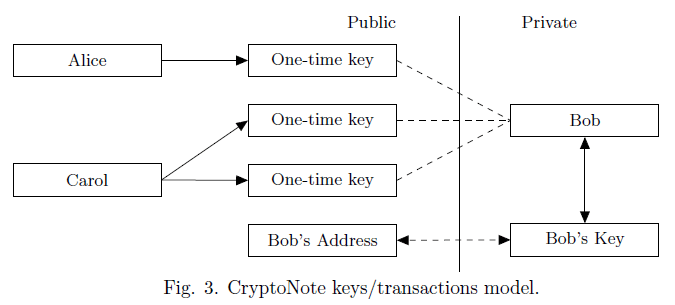 Public
Private
Alice
One-time key
One-time key
Bob
Carol
One-time key
Bob's Address
Bob's Key
Fig. 3. CryptoNote keys/transactions model.